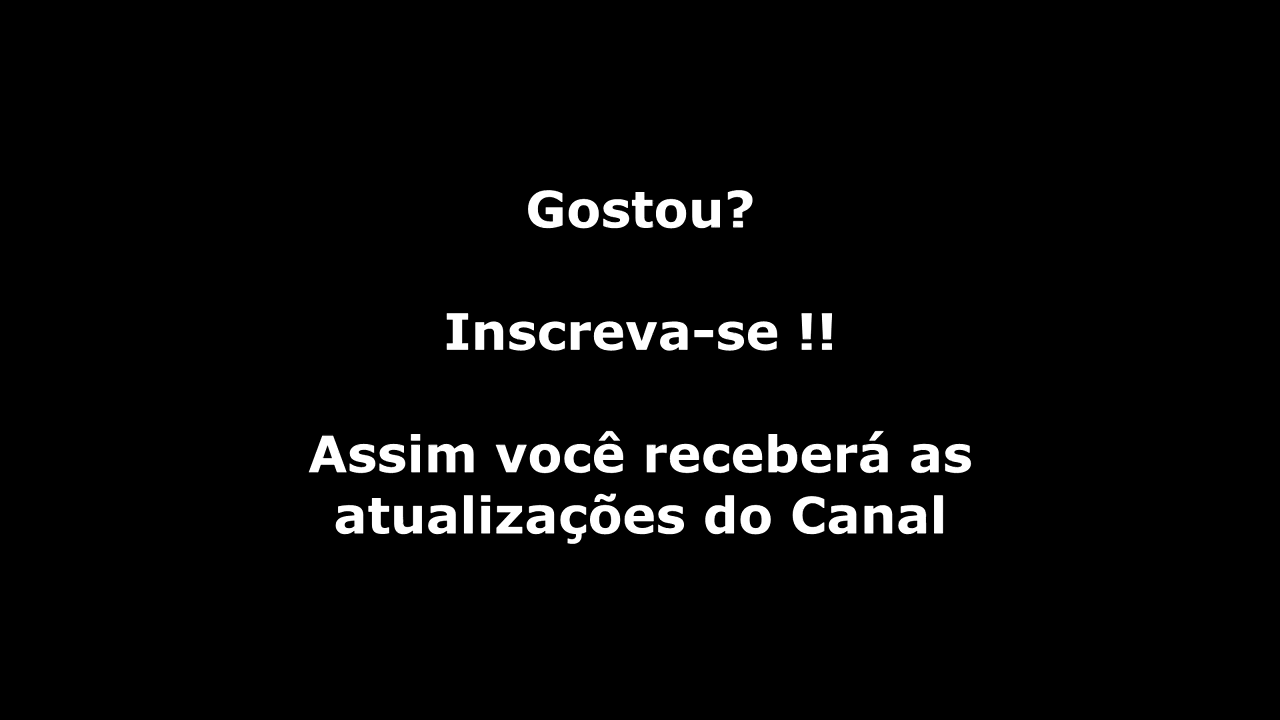 Gostou?
Inscreva-se !!
Assim você receberá as
atualizações do Canal